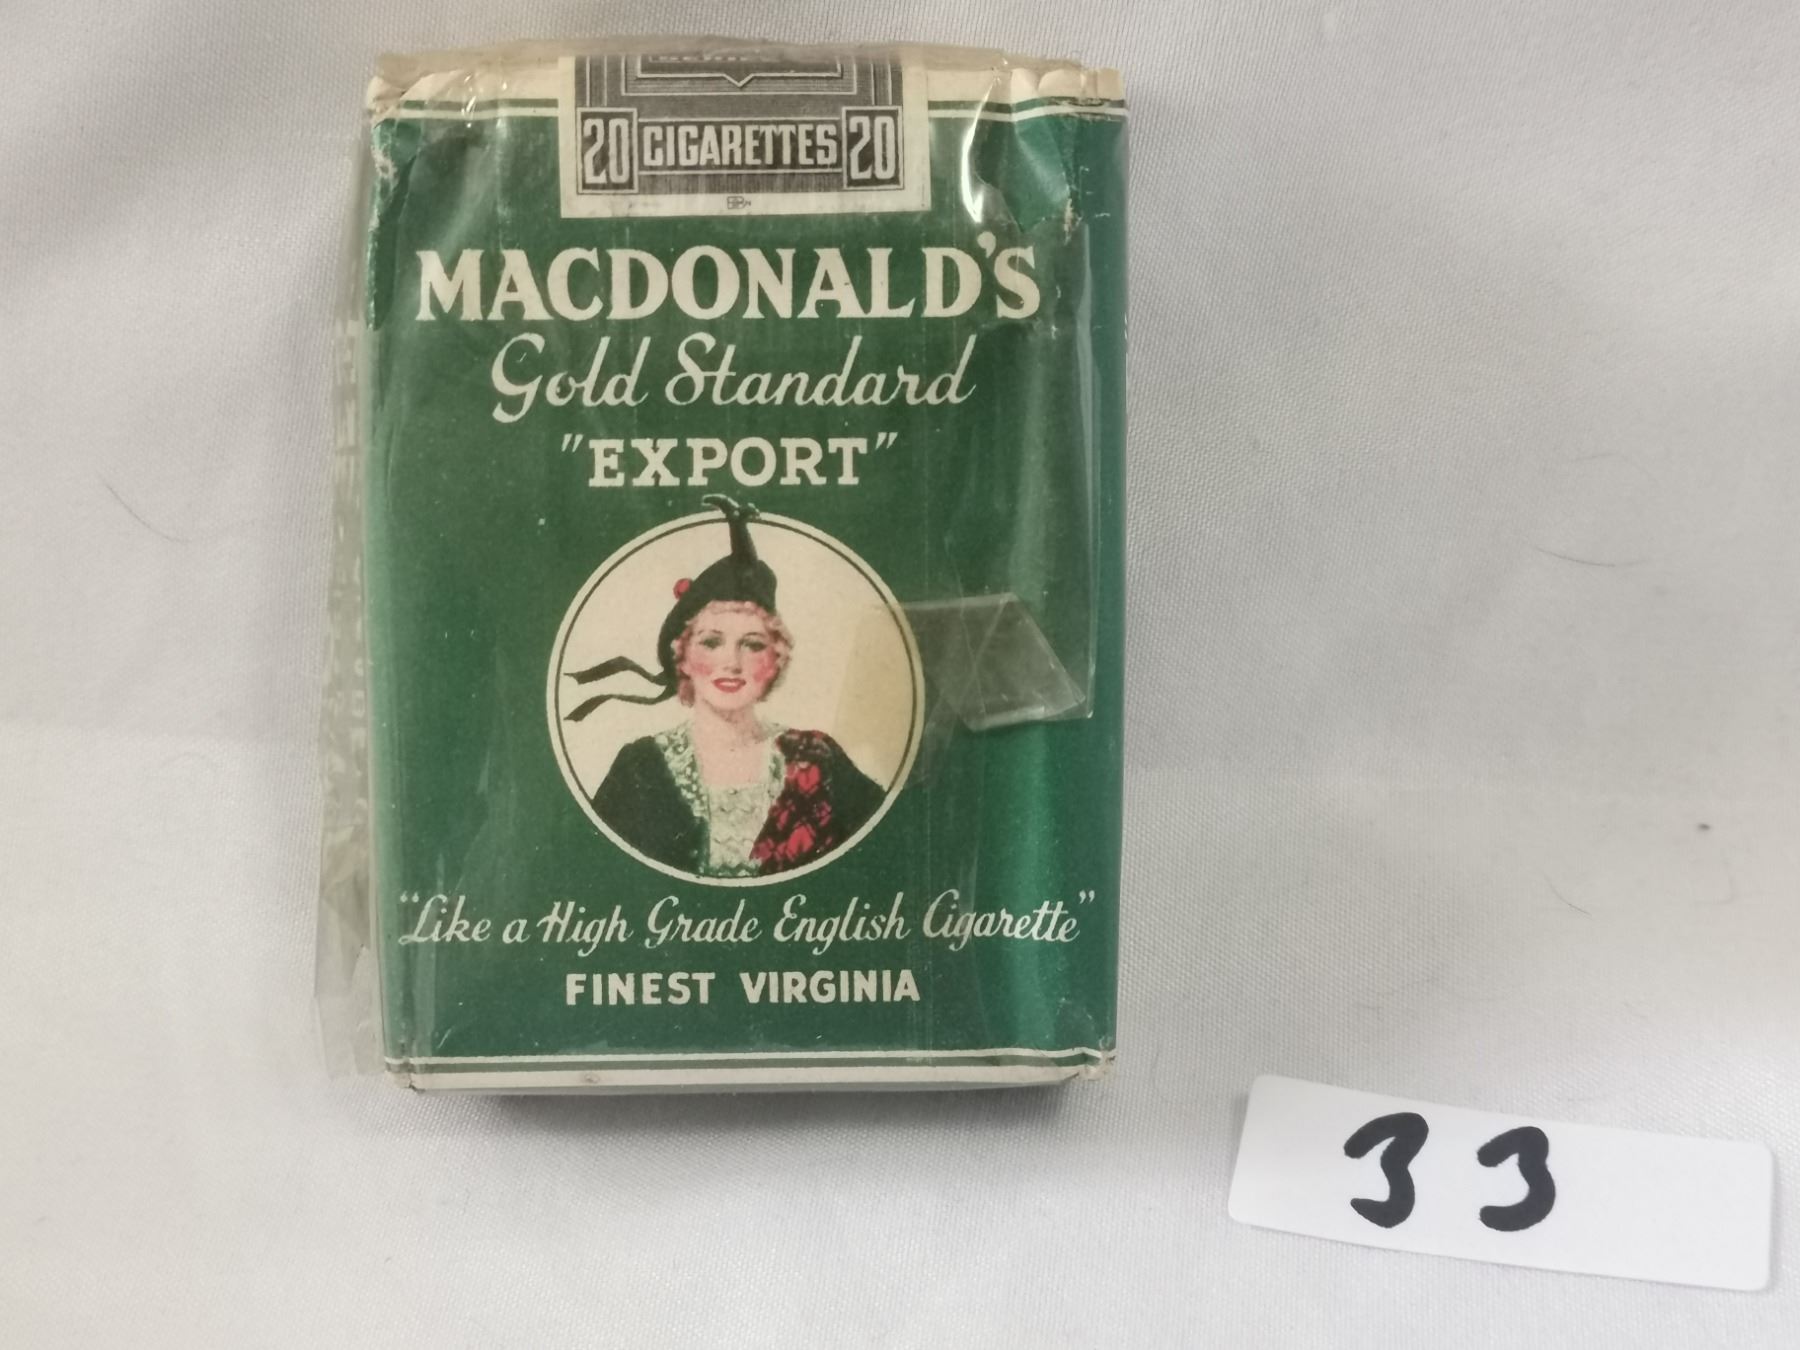 20 CIGARETTES 20
MACDONALD'S
Gold Standard
"EXPORT"
"Like a High Grade English Cigarette"
FINEST VIRGINIA
33